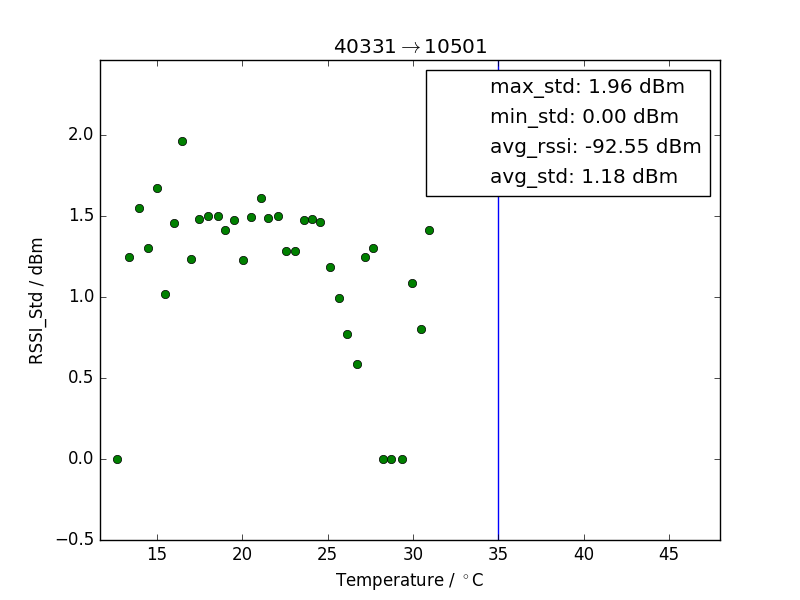 40331→10501
max_std: 1.96 dBm
min_std: 0.00 dBm
avg_rssi: -92.55 dBm
avg_std: 1.18 dBm
RSSI_Std / dBm
2.0
1.5
1.0
0.5
0.0
−0.5
15 20 25 30 35 40 45
Temperature / °C